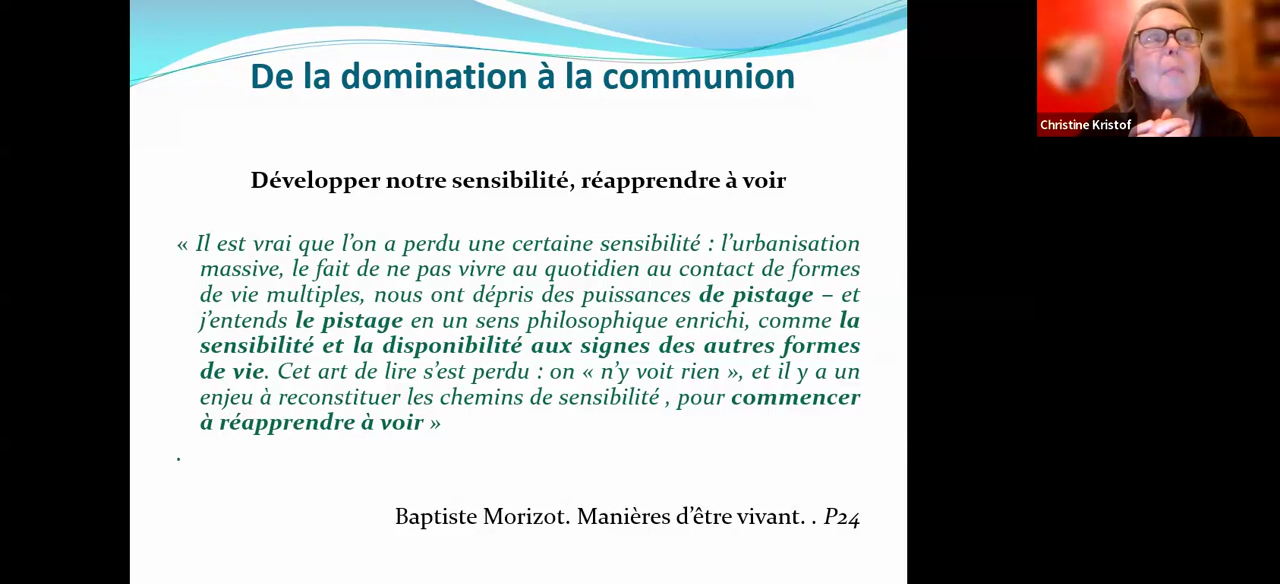 De la domination à la communion
Christine Kristof
Développer notre sensibilité, réapprendre à voir
« Il est vrai que l’on a perdu une certaine sensibilité : l’urbanisation
massive, le fait de ne pas vivre au quotidien au contact de formes
de vie multiples, nous ont dépris des puissances de pistage – et
j’entends le pistage en un sens philosophique enrichi, comme la
sensibilité et la disponibilité aux signes des autres formes
de vie. Cet art de lire s’est perdu : on « n’y voit rien », et il y a un
enjeu à reconstituer les chemins de sensibilité , pour commencer
à réapprendre à voir »
.
Baptiste Morizot. Manières d’être vivant. . P24